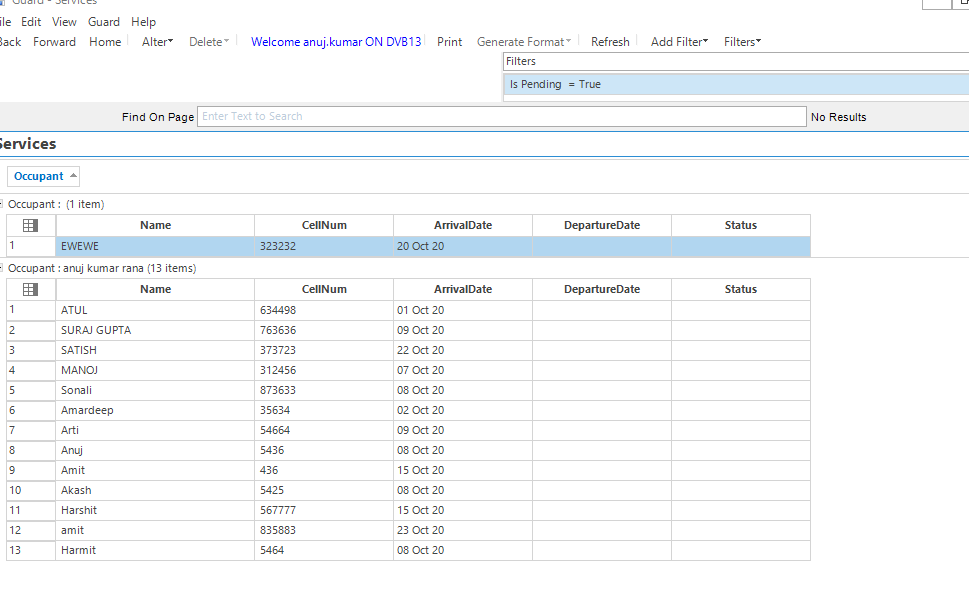 Guard - Services
ile Edit View Guard Help
Back Forward Home Alter Delete Welcome anuj.kumar ON DVB13 Print Generate Format Refresh Add Filter Filters
Filters
Is Pending = True
Find On Page Enter Text to Search No Results
Services
Occupant
Occupant : (1 item)
Name CellNum ArrivalDate DepartureDate Status
1 EWEWE 323232 20 Oct 20
Occupant : anuj kumar rana (13 items)
Name CellNum ArrivalDate DepartureDate Status
1 ATUL 634498 01 Oct 20
2 SURAJ GUPTA 763636 09 Oct 20
3 SATISH 373723 22 Oct 20
4 MANOJ 312456 07 Oct 20
5 Sonali 873633 08 Oct 20
6 Amardeep 35634 02 Oct 20
7 Arti 54664 09 Oct 20
8 Anuj 5436 08 Oct 20
9 Amit 436 15 Oct 20
10 Akash 5425 08 Oct 20
11 Harshit 567777 15 Oct 20
12 amit 835883 23 Oct 20
13 Harmit 5464 08 Oct 20